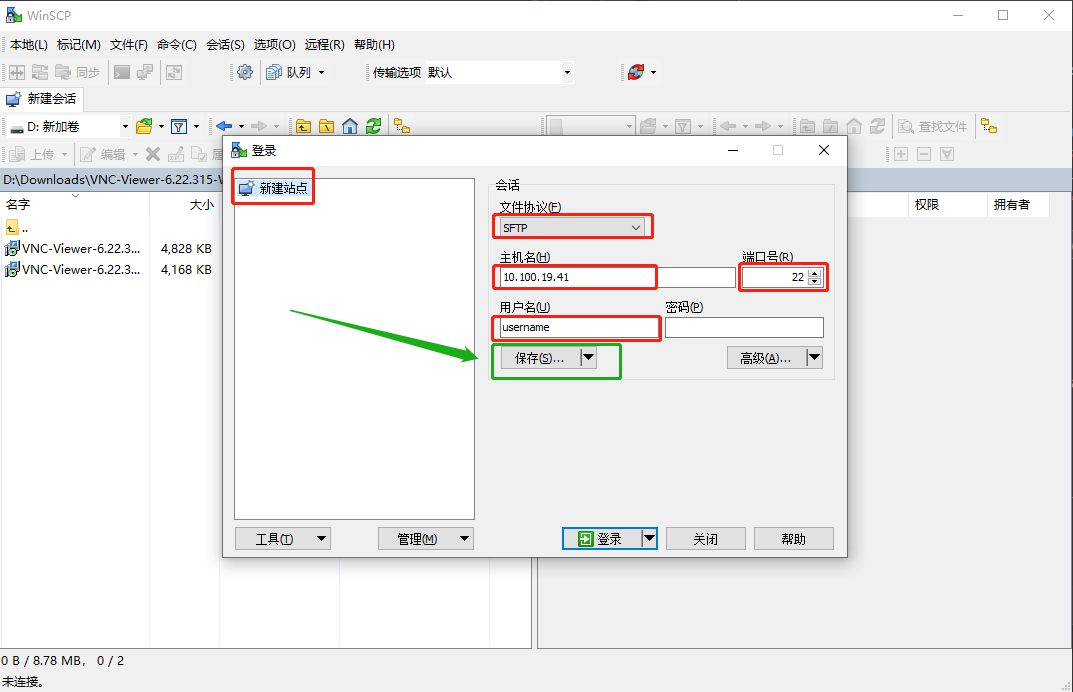 WinSCP
本地(L) 标记(M) 文件(F) 命令(C) 会话(S) 选项(O) 远程(R) 帮助(H)
同步 队列 传输选项 默认
新建会话
D: 新加卷 查找文件
上传 编辑
D:\Downloads\VNC-Viewer-6.22.315-
名字 大小 权限 拥有者
..
VNC-Viewer-6.22.3... 4,828 KB
VNC-Viewer-6.22.3... 4,168 KB
登录
新建站点
会话
文件协议(F)
SFTP
主机名(H) 端口号(R)
10.100.19.41 22
用户名(U) 密码(P)
username
保存(S)... 高级(A)...
工具(T) 管理(M) 登录 关闭 帮助
0 B / 8.78 MB, 0 / 2
未连接。